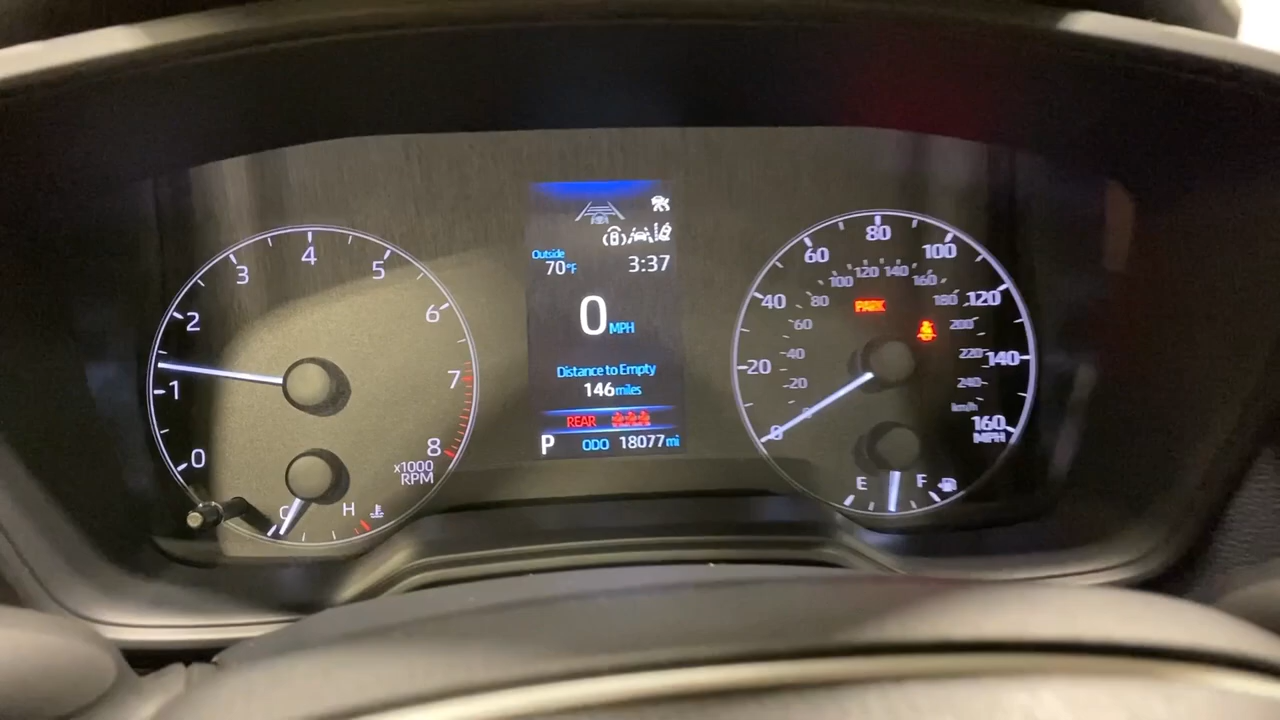 0
1
2
3
4
5
6
7
8
x1000
RPM
C
H
Outside
70°F
3:37
0 MPH
Distance to Empty
146 miles
REAR
P
ODO 18077 mi
0
20
40
60
80
100
120
140
160
MPH
0
20
40
60
80
100
120
140
160
180
200
220
240
km/h
PARK
E
F